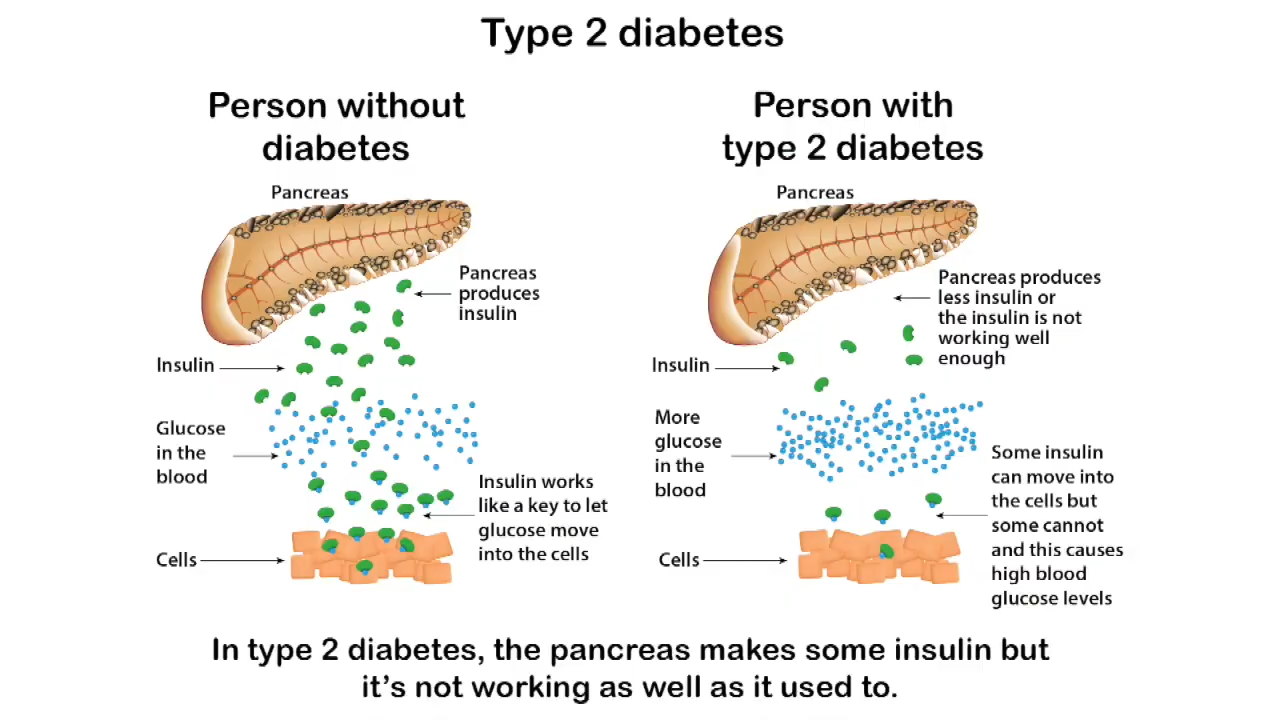 Type 2 diabetes
Person without
diabetes
Pancreas
Pancreas
produces
insulin
Insulin
Glucose
in the
blood
Insulin works
like a key to let
glucose move
into the cells
Cells
Person with
type 2 diabetes
Pancreas
Pancreas produces
less insulin or
the insulin is not
working well
enough
Insulin
More
glucose
in the
blood
Some insulin
can move into
the cells but
some cannot
and this causes
high blood
glucose levels
Cells
In type 2 diabetes, the pancreas makes some insulin but
it’s not working as well as it used to.